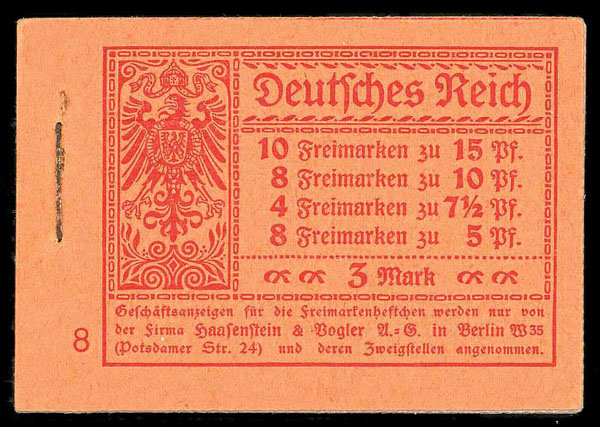 Deutsches Reich
10 Freimarken zu 15 Pf.
8 Freimarken zu 10 Pf.
4 Freimarken zu 7½ Pf.
8 Freimarken zu 5 Pf.
3 Mark
Geschäftsanzeigen für die Freimarkenheftchen werden nur von
der Firma Haasenstein & Vogler A.-G. in Berlin W35
(Potsdamer Str. 24) und deren Zweigstellen angenommen.
8